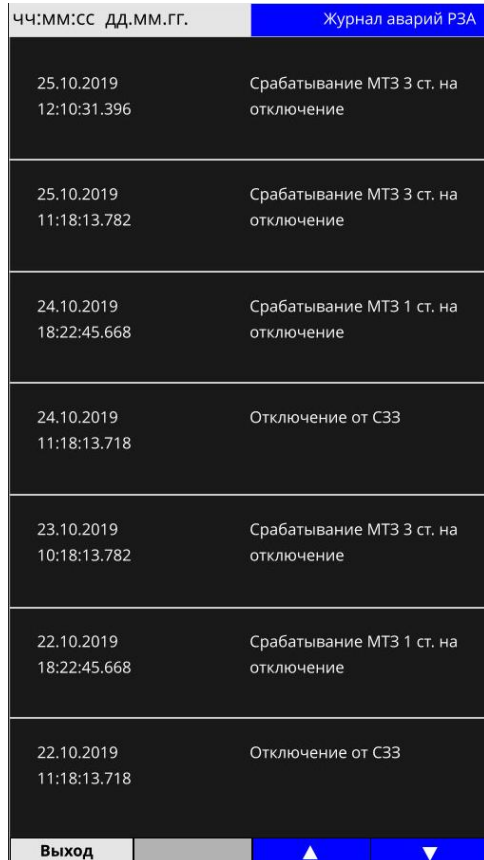 чч:мм:сс дд.мм.гг. Журнал аварий РЗА
25.10.2019 Срабатывание МТЗ 3 ст. на
12:10:31.396 отключение
25.10.2019 Срабатывание МТЗ 3 ст. на
11:18:13.782 отключение
24.10.2019 Срабатывание МТЗ 1 ст. на
18:22:45.668 отключение
24.10.2019 Отключение от СЗЗ
11:18:13.718
23.10.2019 Срабатывание МТЗ 3 ст. на
10:18:13.782 отключение
22.10.2019 Срабатывание МТЗ 1 ст. на
18:22:45.668 отключение
22.10.2019 Отключение от СЗЗ
11:18:13.718
Выход